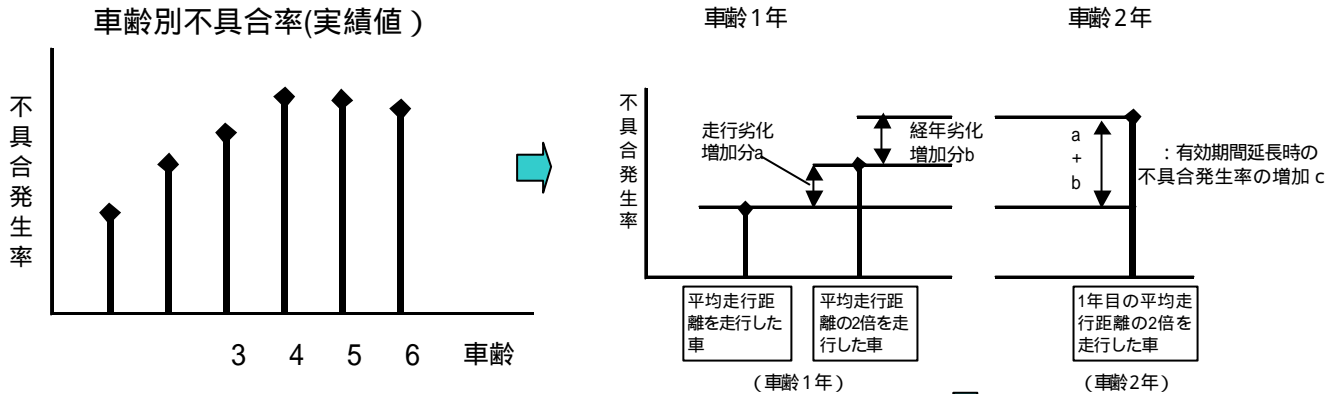 車齢別不具合率(実績値)
不具合発生率
3 4 5 6 車齢
車齢1年
不具合発生率
走行劣化
増加分a
経年劣化
増加分b
平均走行距
離を走行した
車
平均走行距
離の2倍を走
行した車
(車齢1年)
車齢2年
a
+
b
:有効期間延長時の
不具合発生率の増加 c
1年目の平均走
行距離の2倍を
走行した車
(車齢2年)